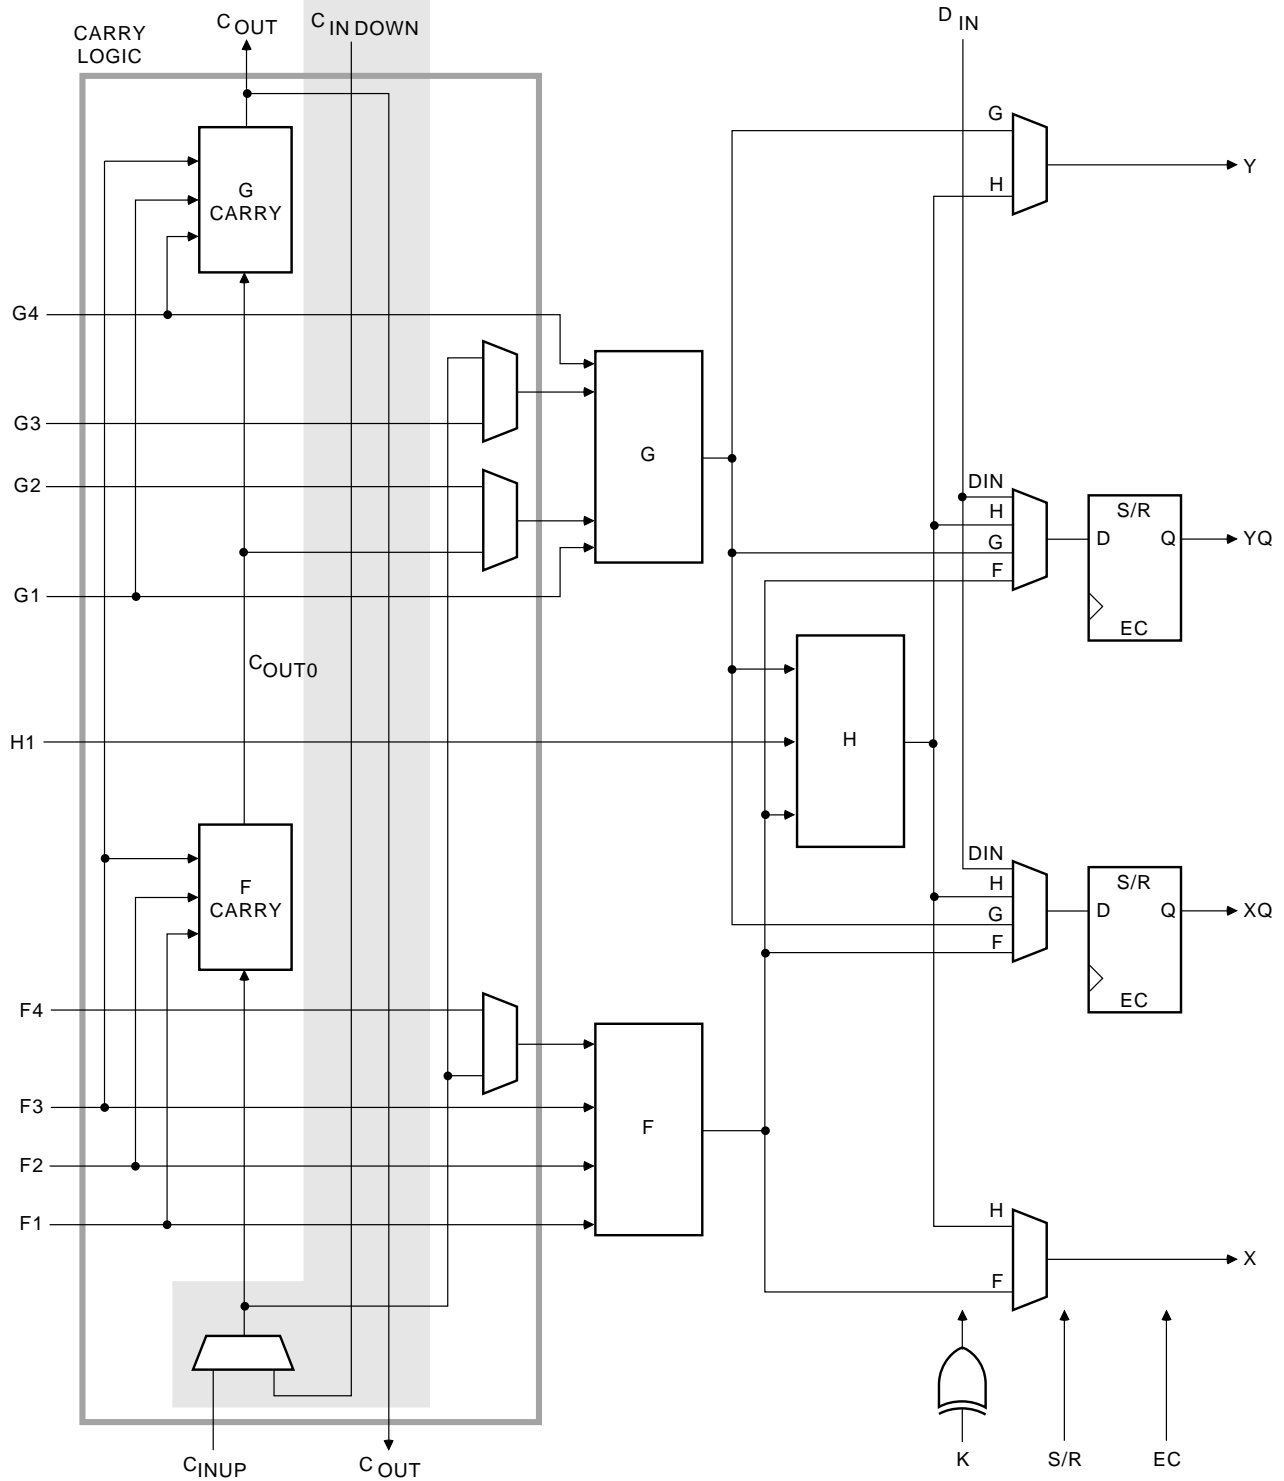 CARRY
LOGIC
C OUT
C IN DOWN
D IN
G
CARRY
G
H
Y
G4
G3
G2
G1
G
DIN
H
G
F
S/R
D Q
EC
YQ
C OUT0
H1
H
F
CARRY
DIN
H
G
F
S/R
D Q
EC
XQ
F4
F3
F2
F1
F
H
F
X
C INUP
C OUT
K
S/R
EC